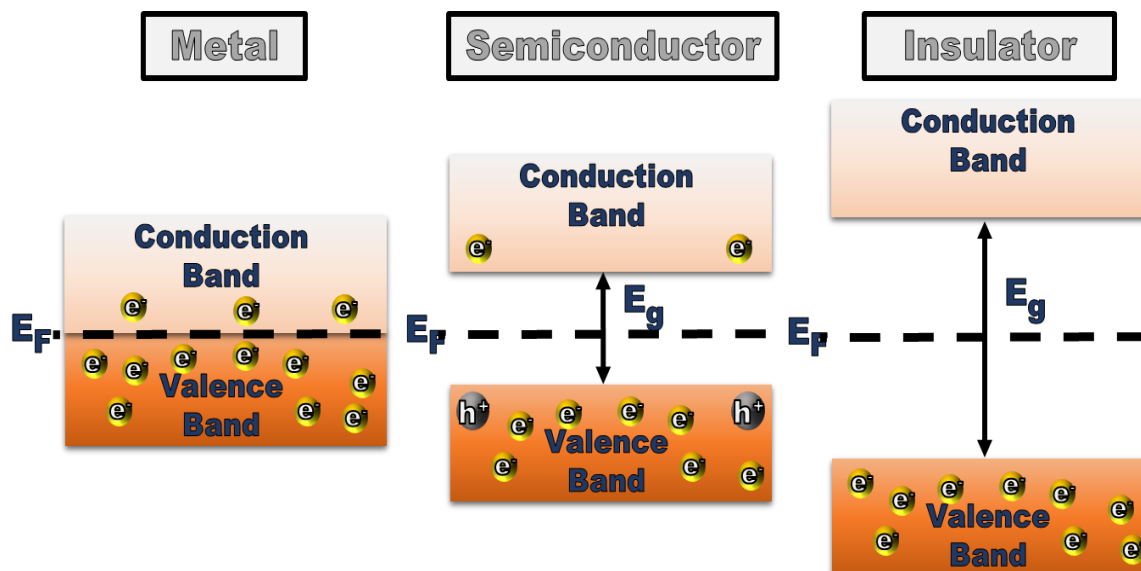 Metal
Semiconductor
Insulator
Conduction
Band
e-
e-
e-
E_F
e-
e-
e-
e-
e-
e-
e-
e-
e-
Valence
Band
Conduction
Band
e-
e-
E_g
E_F
h+
h+
e-
e-
e-
e-
e-
e-
e-
Valence
Band
Conduction
Band
E_g
E_F
e-
e-
e-
e-
e-
e-
e-
e-
e-
Valence
Band